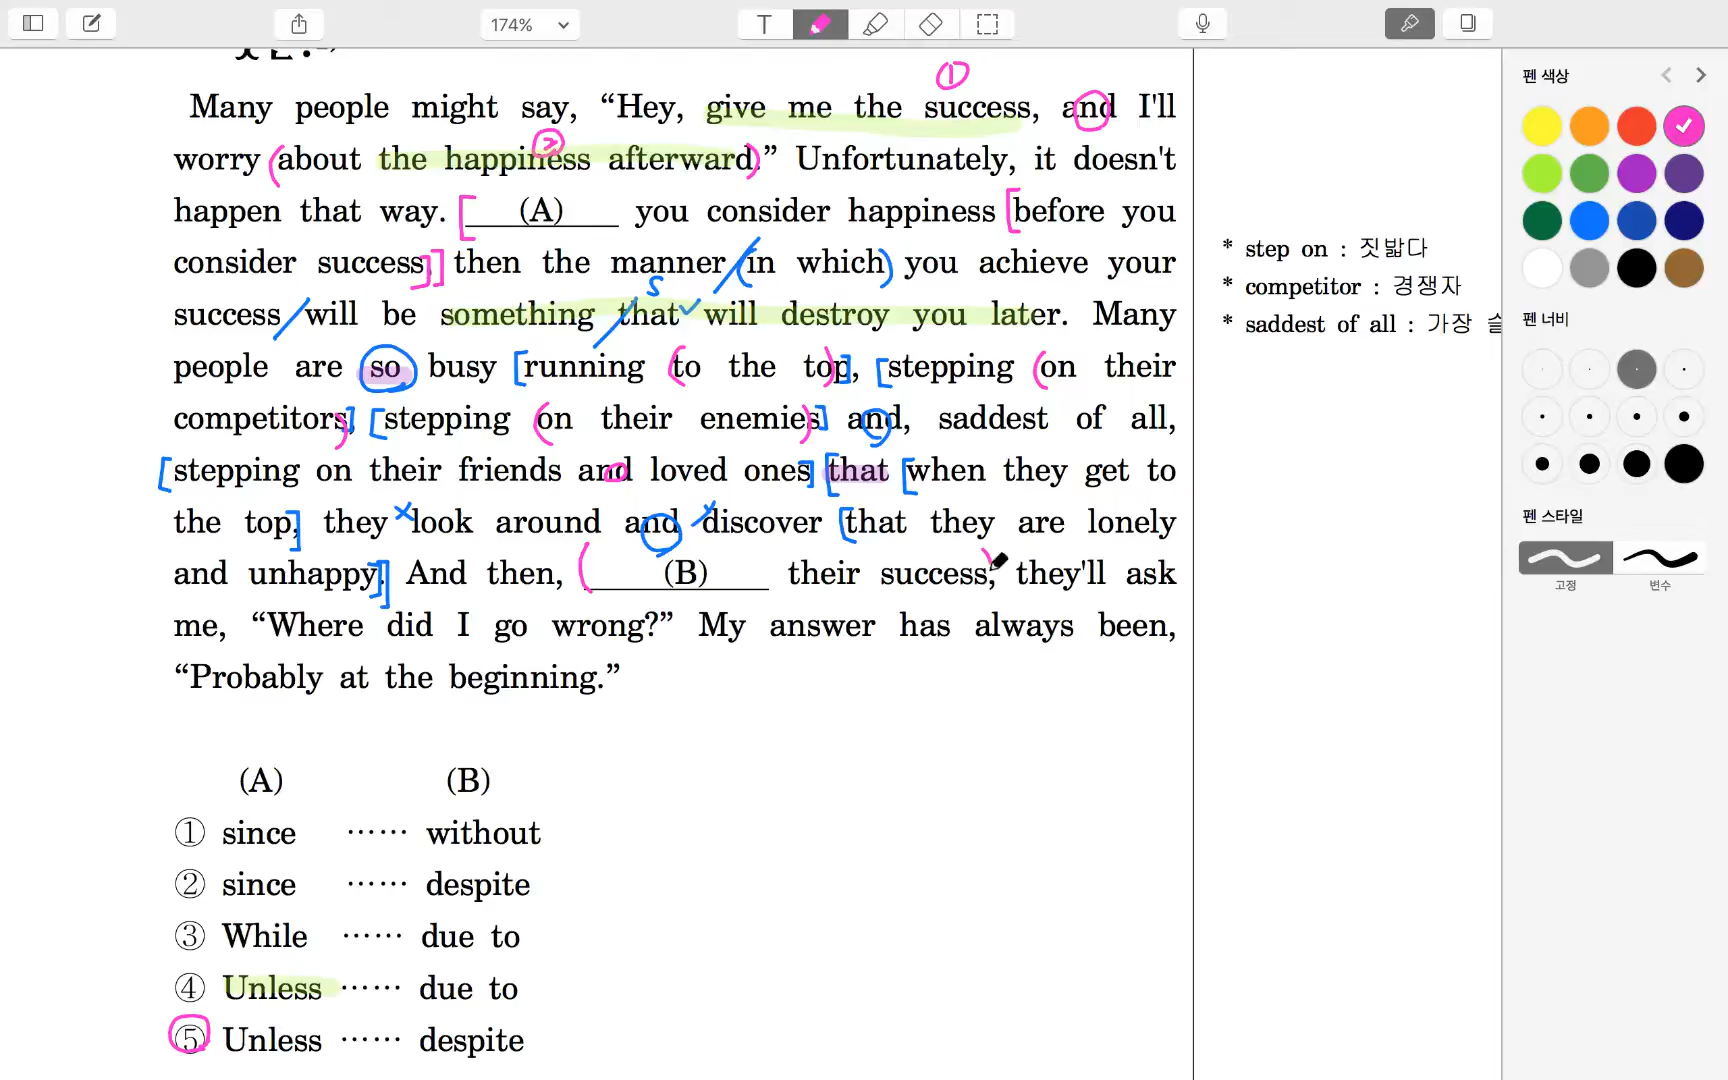 174%
T
펜 색상
①
Many people might say, “Hey, give me the success, and I'll
②
worry (about the happiness afterward).” Unfortunately, it doesn't
happen that way. [ (A) you consider happiness [before you
consider success,]] then the manner (in which) you achieve your
s
success will be something that will destroy you later. Many
people are so busy [running (to the top)], [stepping (on their
competitors)], [stepping (on their enemies)] and, saddest of all,
[stepping on their friends and loved ones] [that [when they get to
the top,] they look around and discover [that they are lonely
and unhappy.]] And then, ( (B) their success,) they'll ask
me, “Where did I go wrong?” My answer has always been,
“Probably at the beginning.”
(A) (B)
① since …… without
② since …… despite
③ While …… due to
④ Unless …… due to
⑤ Unless …… despite
* step on : 짓밟다
* competitor : 경쟁자
* saddest of all : 가장
펜 너비
펜 스타일
고정 변수